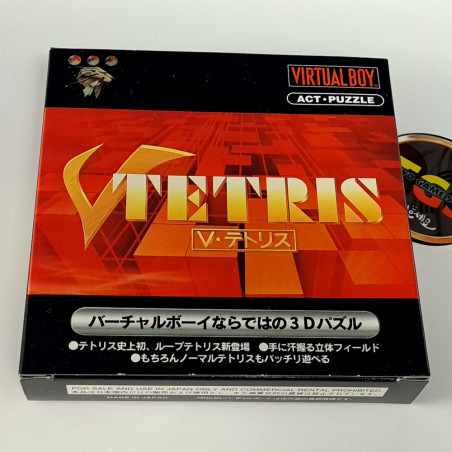 VIRTUAL BOY
ACT・PUZZLE
V TETRIS
V・テトリス
バーチャルボーイならではの3Dパズル
●テトリス史上初、ループテトリス新登場 ●手に汗握る立体フィールド
●もちろんノーマルテトリスもバッチリ遊べる
FOR SALE AND USE IN JAPAN ONLY AND COMMERCIAL RENTAL PROHIBITED
MADE IN JAPAN